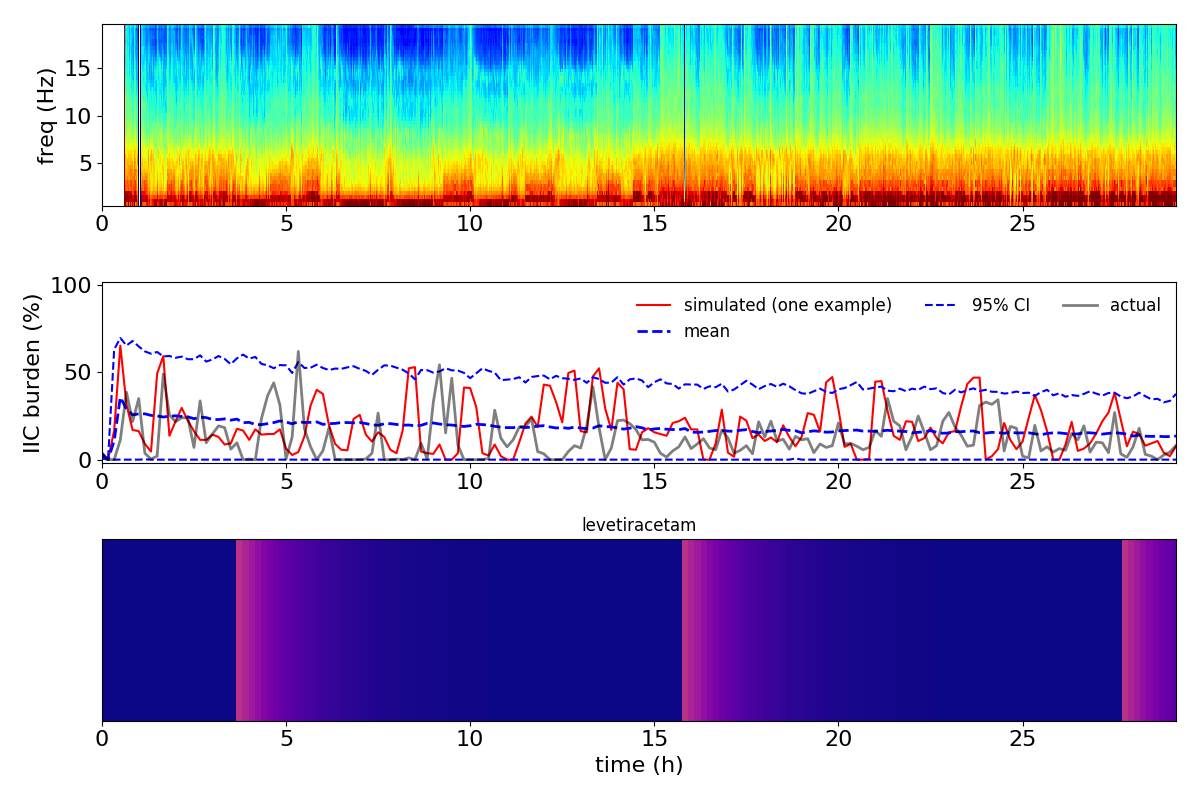 freq (Hz)
15
10
5
0 5 10 15 20 25
IIC burden (%)
100
50
0
simulated (one example)
mean
95% CI
actual
0 5 10 15 20 25
levetiracetam
0 5 10 15 20 25
time (h)